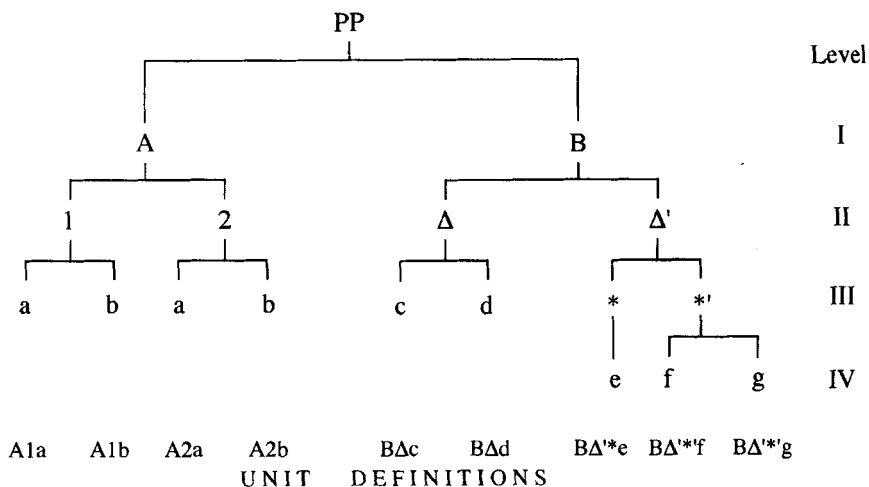 PP
Level
A B I
1 2 Δ Δ' II
a b a b c d * *' III
e f g IV
A1a A1b A2a A2b BΔc BΔd BΔ'*e BΔ'*'f BΔ'*'g
UNIT DEFINITIONS